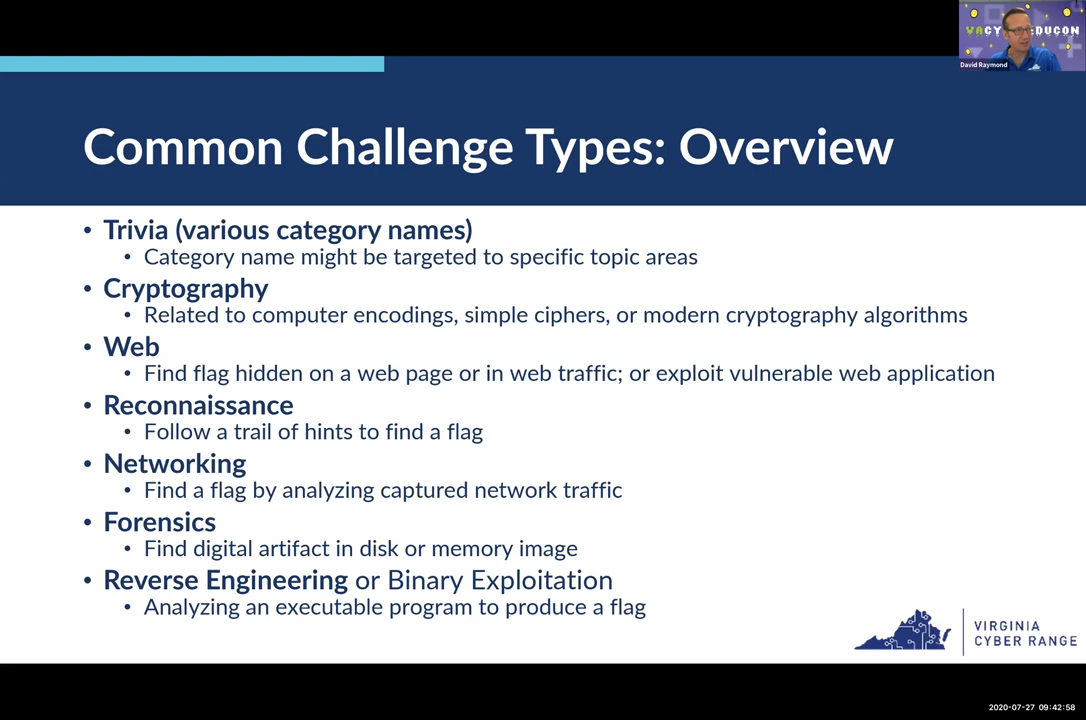 VACY EDUCON
David Raymond
Common Challenge Types: Overview
• Trivia (various category names)
• Category name might be targeted to specific topic areas
• Cryptography
• Related to computer encodings, simple ciphers, or modern cryptography algorithms
• Web
• Find flag hidden on a web page or in web traffic; or exploit vulnerable web application
• Reconnaissance
• Follow a trail of hints to find a flag
• Networking
• Find a flag by analyzing captured network traffic
• Forensics
• Find digital artifact in disk or memory image
• Reverse Engineering or Binary Exploitation
• Analyzing an executable program to produce a flag
VIRGINIA
CYBER RANGE
2020-07-27 09:42:58